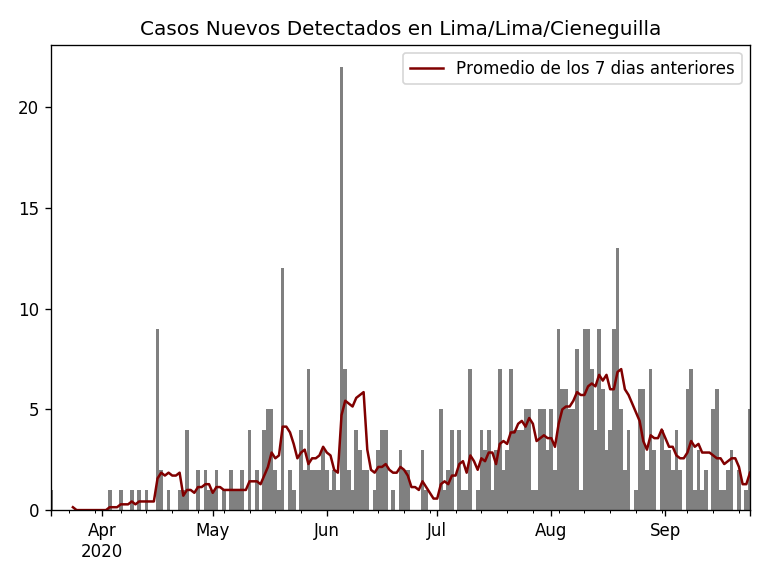 Casos Nuevos Detectados en Lima/Lima/Cieneguilla
Promedio de los 7 dias anteriores
20
15
10
5
0
Apr May Jun Jul Aug Sep
2020